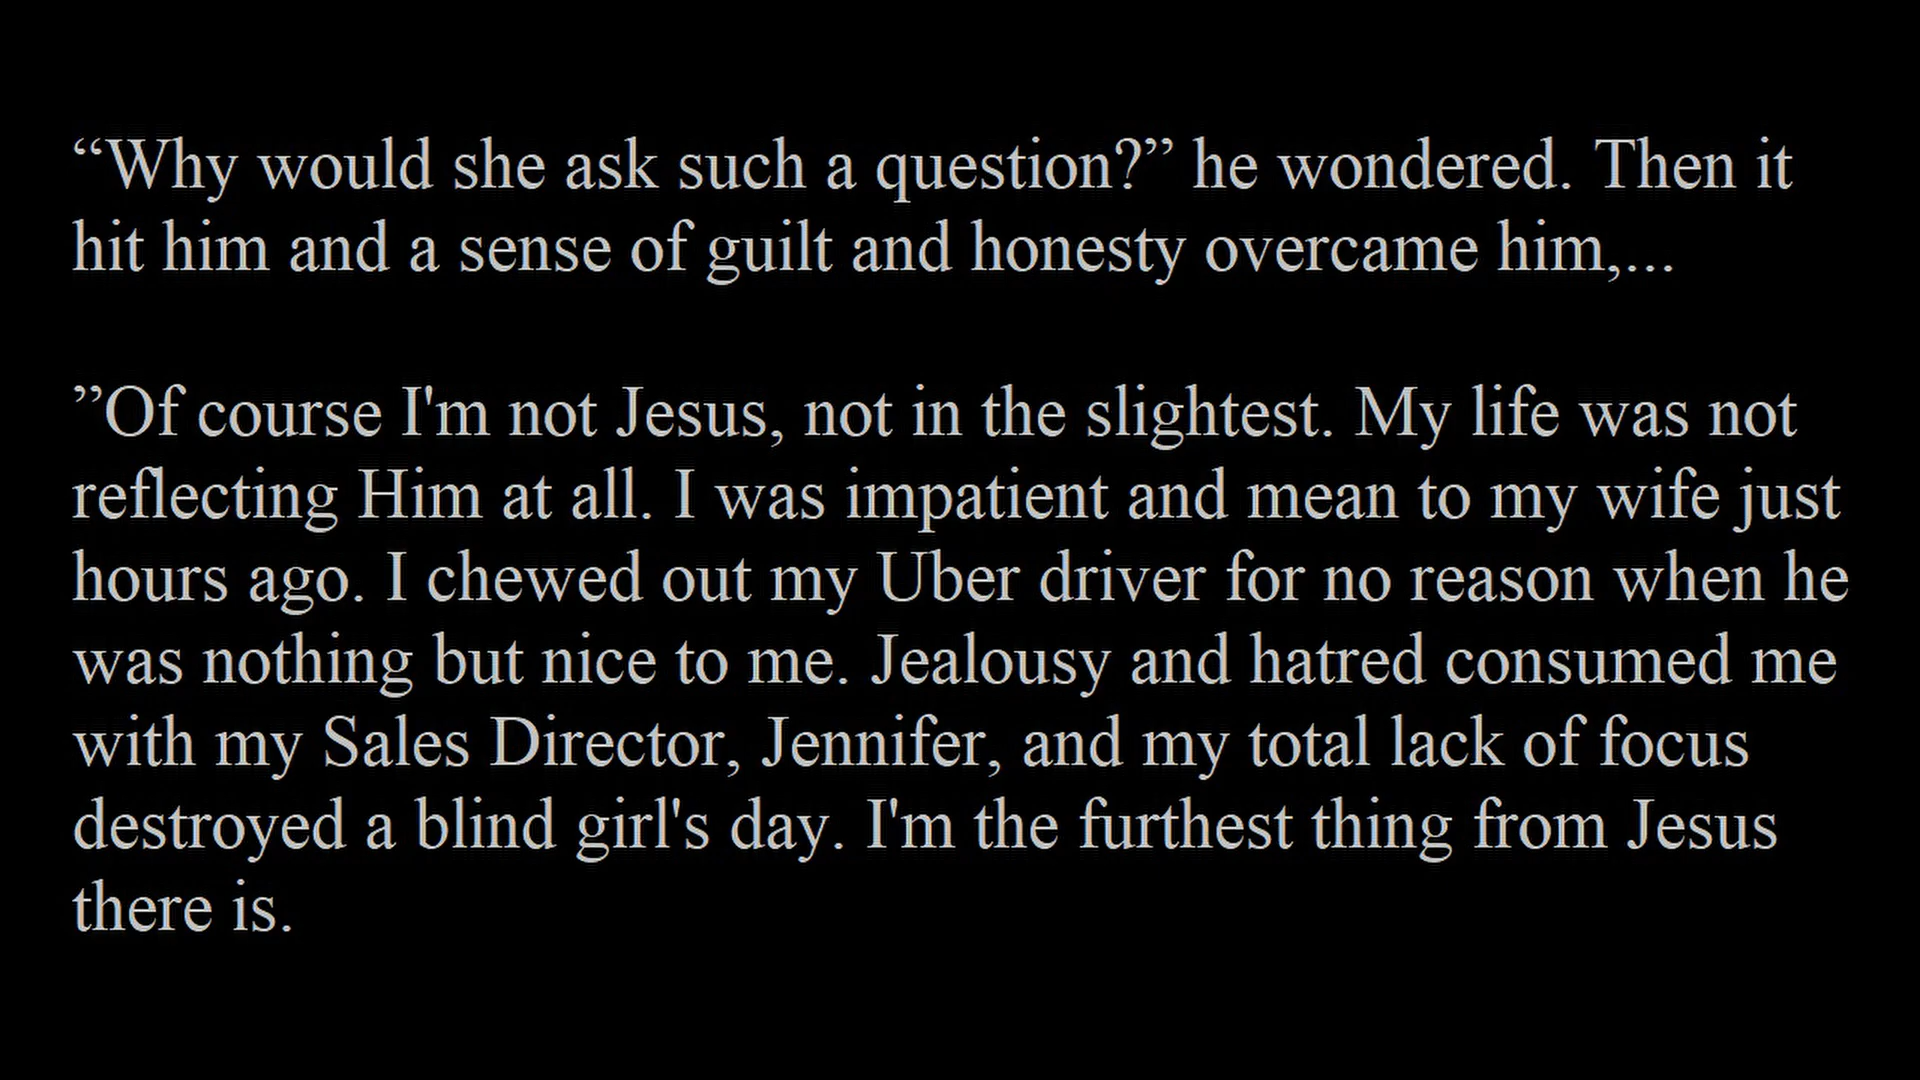 “Why would she ask such a question?” he wondered. Then it
hit him and a sense of guilt and honesty overcame him,...
”Of course I'm not Jesus, not in the slightest. My life was not
reflecting Him at all. I was impatient and mean to my wife just
hours ago. I chewed out my Uber driver for no reason when he
was nothing but nice to me. Jealousy and hatred consumed me
with my Sales Director, Jennifer, and my total lack of focus
destroyed a blind girl's day. I'm the furthest thing from Jesus
there is.